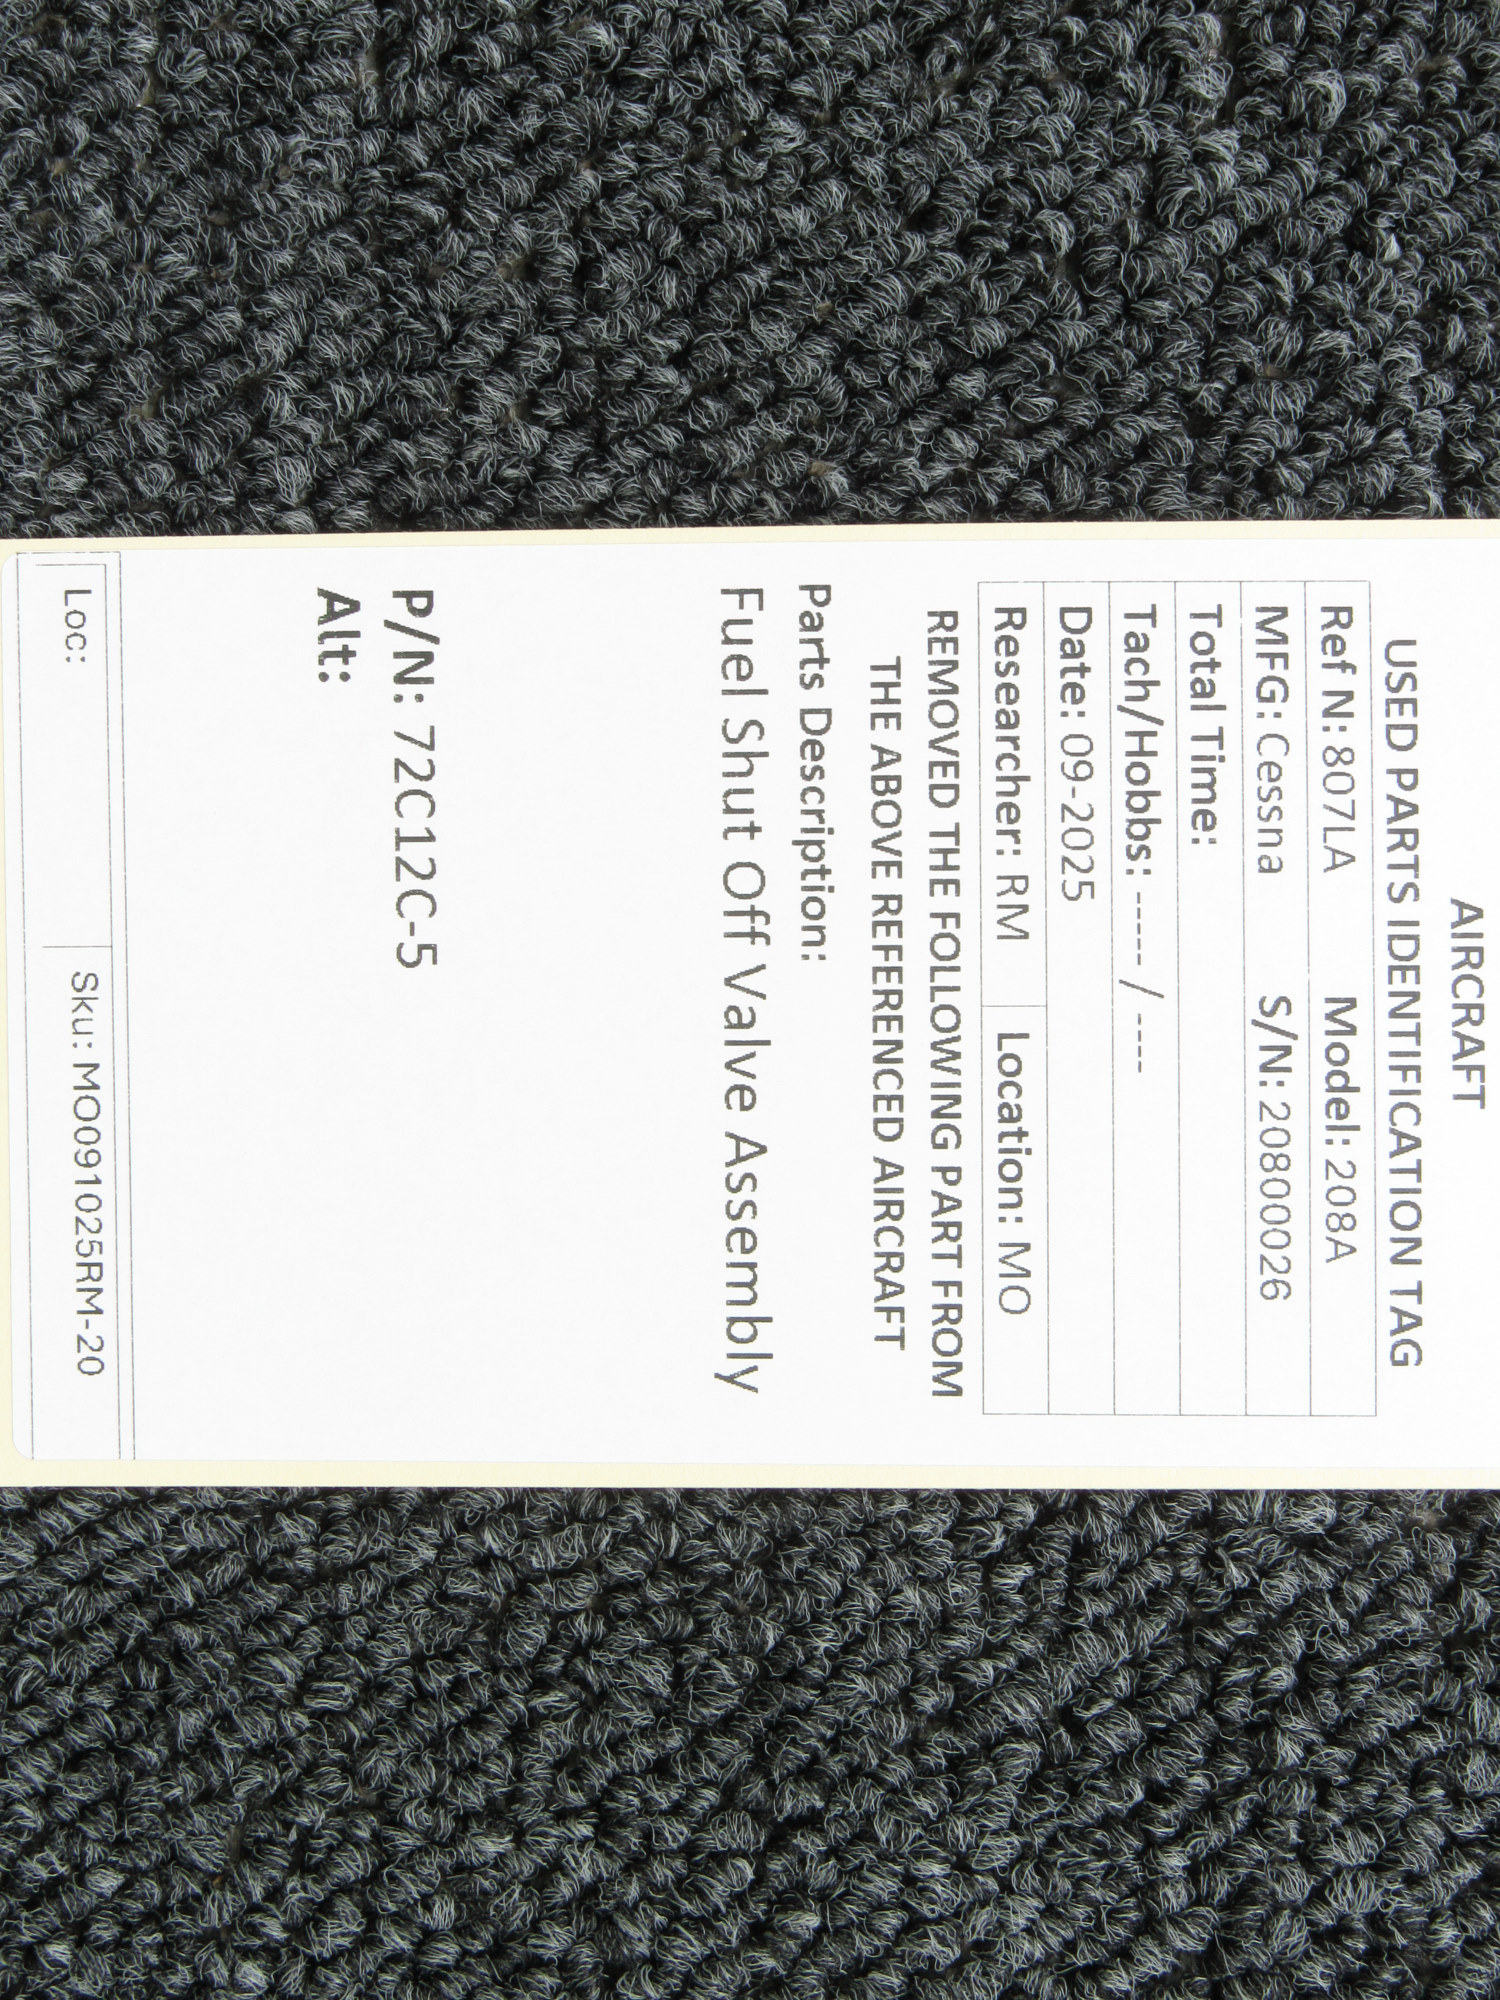 AIRCRAFT
USED PARTS IDENTIFICATION TAG
Ref N: 807LA Model: 208A
MFG: Cessna S/N: 20800026
Total Time:
Tach/Hobbs: ----- / ----
Date: 09-2025
Researcher: RM Location: MO
REMOVED THE FOLLOWING PART FROM
THE ABOVE REFERENCED AIRCRAFT
Parts Description:
Fuel Shut Off Valve Assembly
P/N: 72C12C-5
Alt:
Loc: Sku: MO091025RM-20